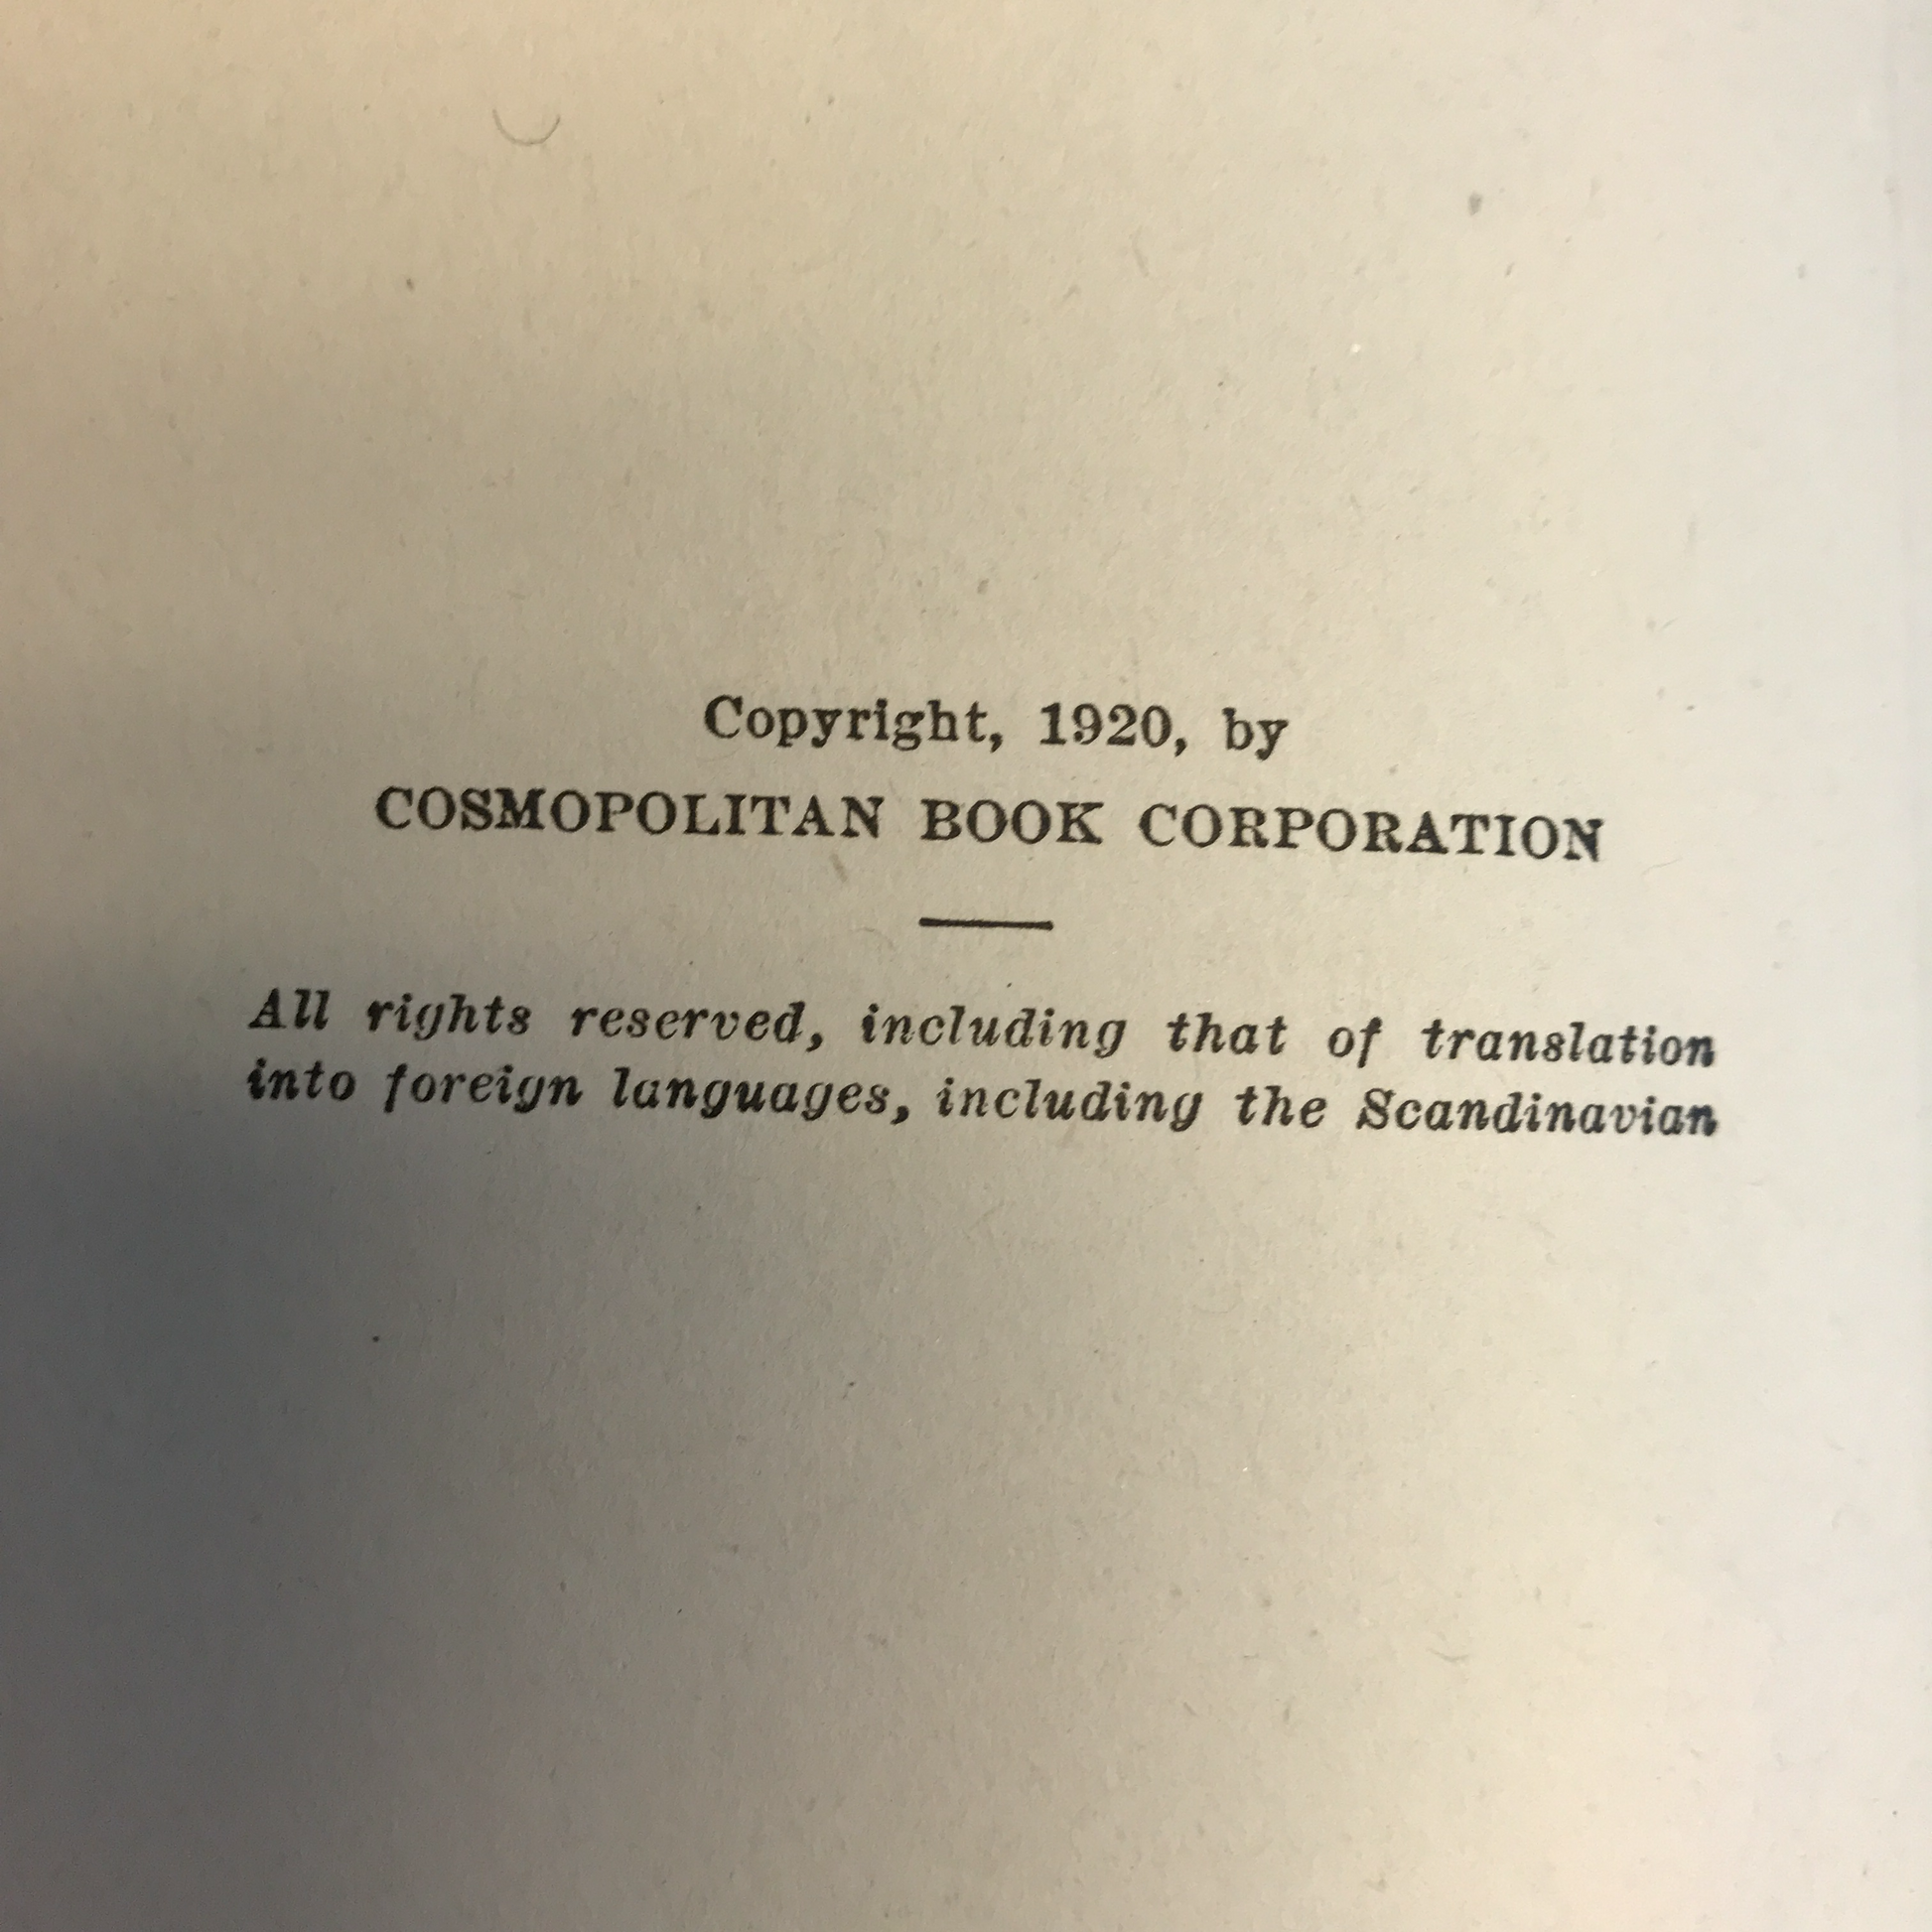 Copyright, 1920, by
COSMOPOLITAN BOOK CORPORATION
All rights reserved, including that of translation
into foreign languages, including the Scandinavian